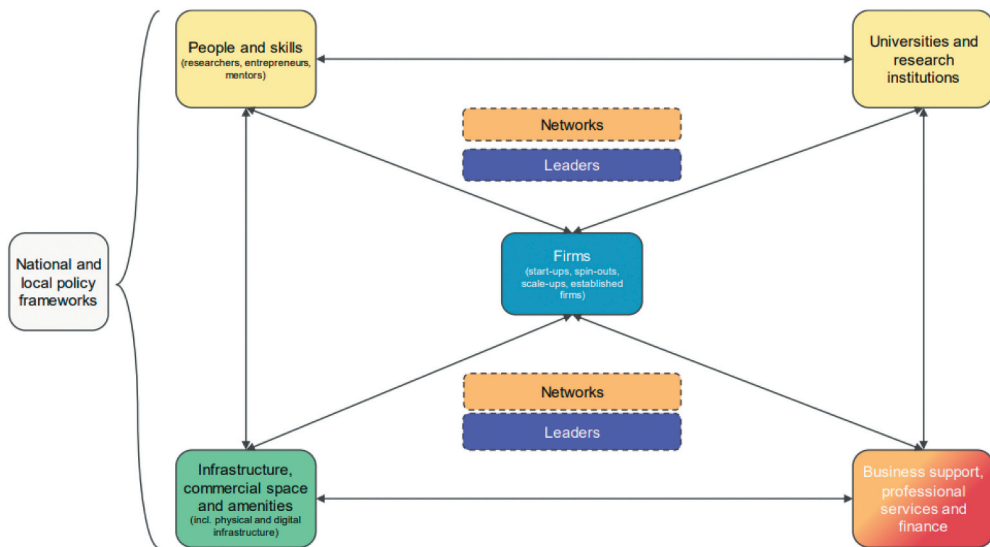 People and skills
(researchers, entrepreneurs,
mentors)
Universities and
research
institutions
Networks
Leaders
National and
local policy
frameworks
Firms
(start-ups, spin-outs,
scale-ups, established
firms)
Networks
Leaders
Infrastructure,
commercial space
and amenities
(incl. physical and digital
infrastructure)
Business support,
professional
services and
finance